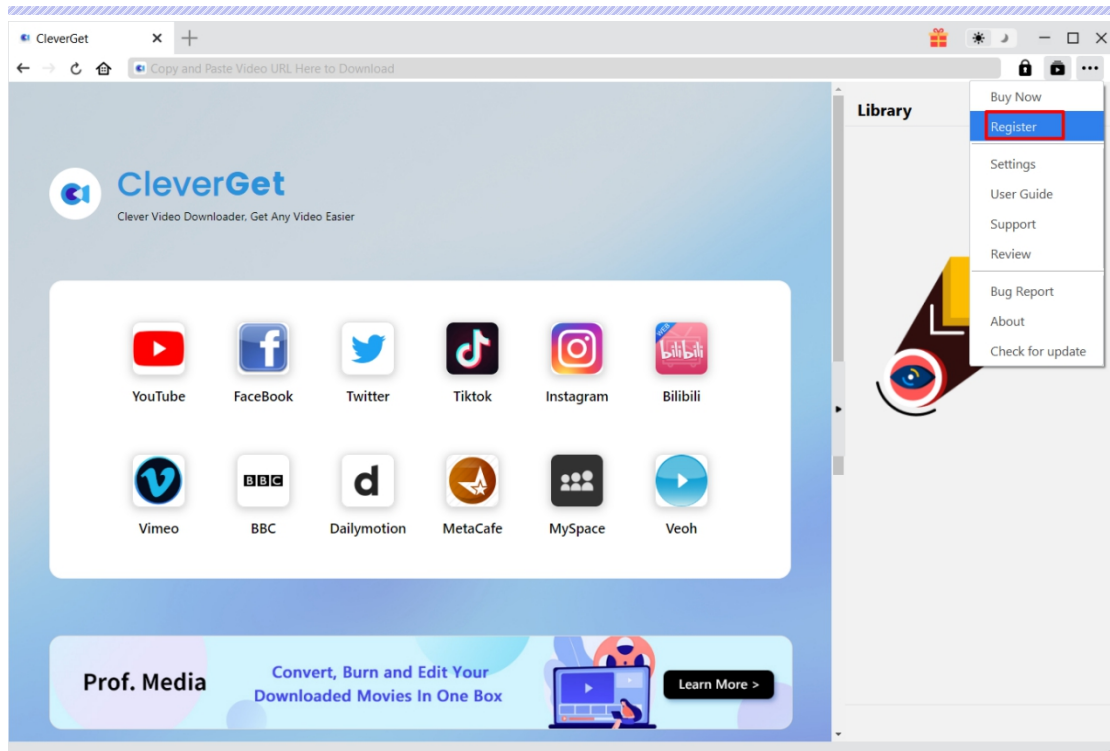 CleverGet
Copy and Paste Video URL Here to Download
Buy Now
Register
Settings
User Guide
Support
Review
Bug Report
About
Check for update
Library
CleverGet
Clever Video Downloader, Get Any Video Easier
YouTube
FaceBook
Twitter
Tiktok
Instagram
WEB
bilibili
Bilibili
BBC
Vimeo
BBC
Dailymotion
MetaCafe
MySpace
Veoh
Prof. Media
Convert, Burn and Edit Your
Downloaded Movies In One Box
Learn More >